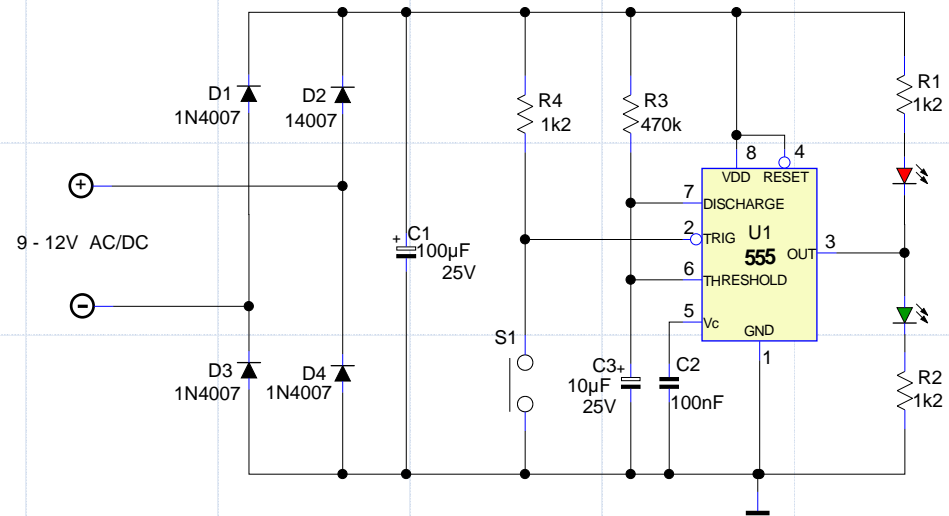 D1
1N4007
D2
14007
R4
1k2
R3
470k
R1
1k2
8
4
VDD
RESET
7
DISCHARGE
2
TRIG
U1
555
OUT
3
6
THRESHOLD
5
Vc
GND
1
+
9 - 12V AC/DC
-
+
C1
100µF
25V
S1
D3
1N4007
D4
1N4007
C3
+
10µF
25V
C2
100nF
R2
1k2